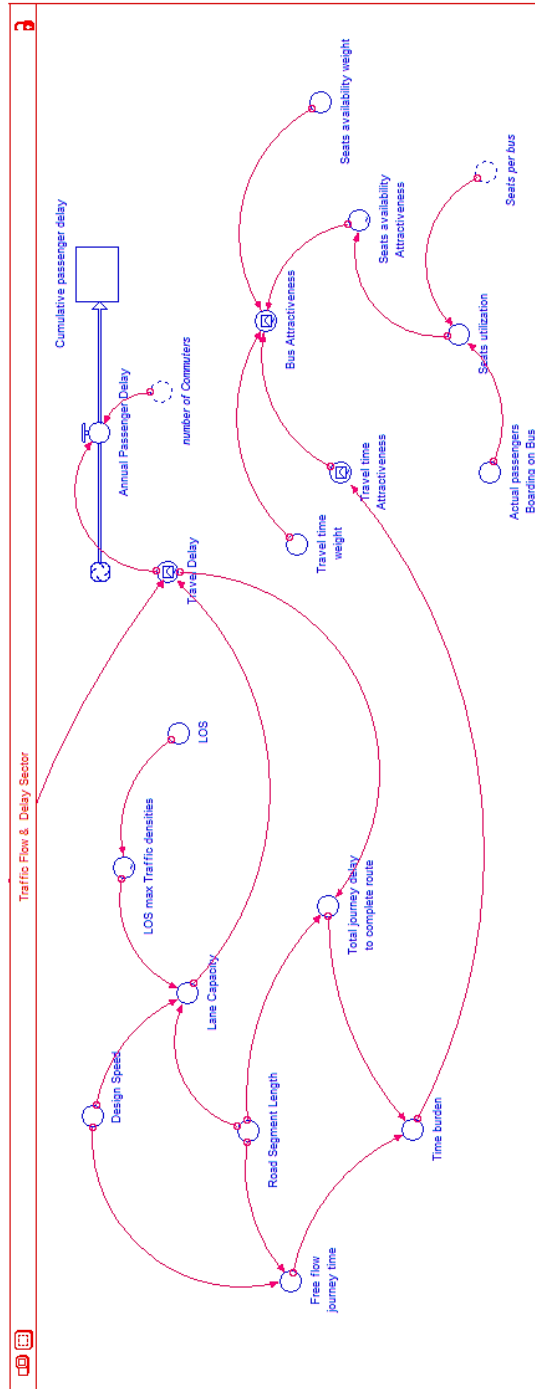 Traffic Flow & Delay Sector
Cumulative passenger delay
Annual Passenger Delay
number of Commuters
Travel Delay
LOS
LOS max Traffic densities
Design Speed
Lane Capacity
Road Segment Length
Free flow
journey time
Total journey delay
to complete route
Time burden
Travel time
weight
Travel time
Attractiveness
Bus Attractiveness
Seats availability weight
Seats availability
Attractiveness
Seats per bus
Seats utilization
Actual passengers
Boarding on Bus